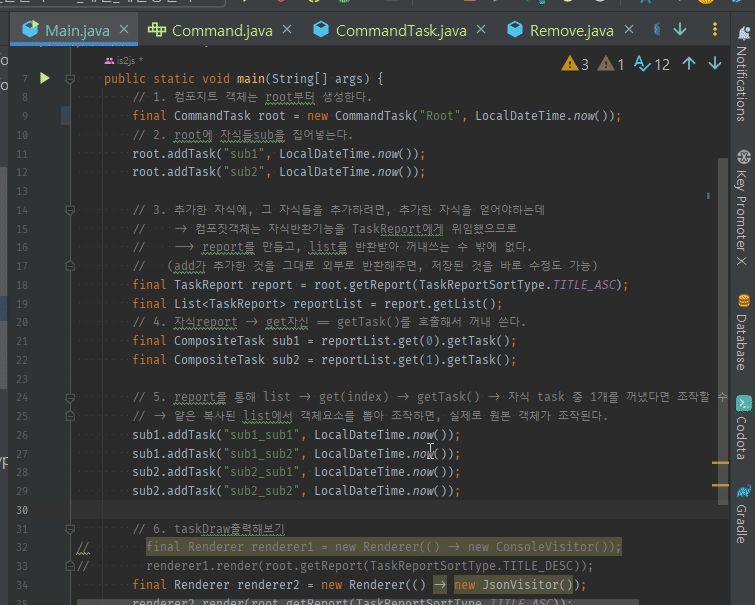 Main.java
Command.java
CommandTask.java
Remove.java
is2js *
3
1
12
7 public static void main(String[] args) {
8 // 1. 컴포지트 객체는 root부터 생성한다.
9 final CommandTask root = new CommandTask("Root", LocalDateTime.now());
10 // 2. root에 자식들sub을 집어넣는다.
11 root.addTask("sub1", LocalDateTime.now());
12 root.addTask("sub2", LocalDateTime.now());
13
14 // 3. 추가한 자식에, 그 자식들을 추가하려면, 추가한 자식을 얻어야하는데
15 // -> 컴포짓객체는 자식반환기능을 TaskReport에게 위임했으므로
16 // --> report를 만들고, list를 반환받아 꺼내쓰는 수 밖에 없다.
17 // (add가 추가한 것을 그대로 외부로 반환해주면, 저장된 것을 바로 수정도 가능)
18 final TaskReport report = root.getReport(TaskReportSortType.TITLE_ASC);
19 final List<TaskReport> reportList = report.getList();
20 // 4. 자식report -> get자신 == getTask()를 호출해서 꺼내 쓴다.
21 final CompositeTask sub1 = reportList.get(0).getTask();
22 final CompositeTask sub2 = reportList.get(1).getTask();
23
24 // 5. report를 통해 list -> get(index) -> getTask() -> 자식 task 중 1개를 꺼냈다면 조작할 수
25 // -> 얕은 복사된 list에서 객체요소를 뽑아 조작하면, 실제로 원본 객체가 조작된다.
26 sub1.addTask("sub1_sub1", LocalDateTime.now());
27 sub1.addTask("sub1_sub2", LocalDateTime.now());
28 sub2.addTask("sub2_sub1", LocalDateTime.now());
29 sub2.addTask("sub2_sub2", LocalDateTime.now());
30
31 // 6. taskDraw출력해보기
32 // final Renderer renderer1 = new Renderer(() -> new ConsoleVisitor());
33 // renderer1.render(root.getReport(TaskReportSortType.TITLE_DESC));
34 final Renderer renderer2 = new Renderer(() -> new JsonVisitor());
renderer2.render(root.getReport(TaskReportSortType.TITLE_ASC));
Notifications
Key Promoter X
Database
Codota
Gradle